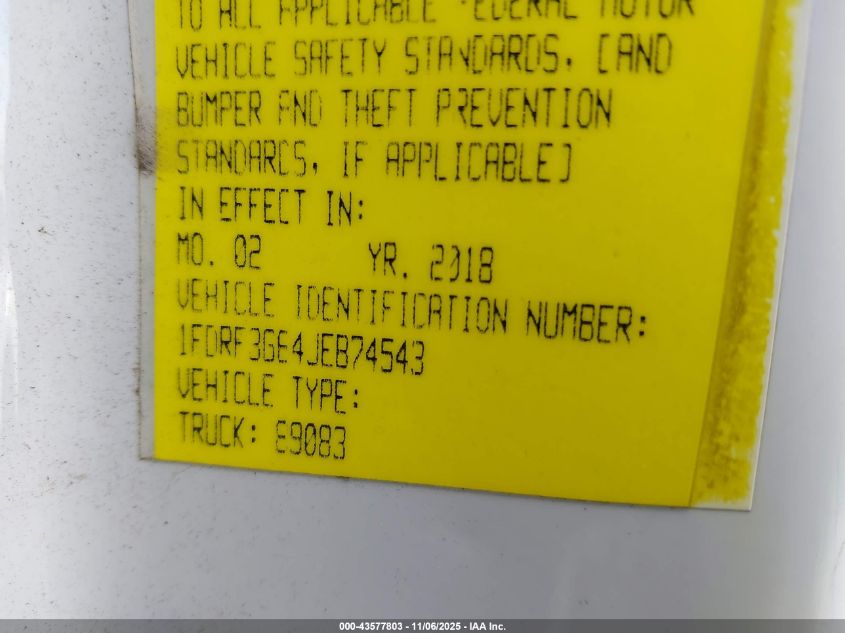 TO ALL APPLICABLE FEDERAL MOTOR
VEHICLE SAFETY STANDARDS, [AND
BUMPER AND THEFT PREVENTION
STANDARDS, IF APPLICABLE]
IN EFFECT IN:
MO. 02 YR. 2018
VEHICLE IDENTIFICATION NUMBER:
1FDRF3GE4JEB74543
VEHICLE TYPE:
TRUCK: E9083
000-43577803 - 11/06/2025 - IAA Inc.